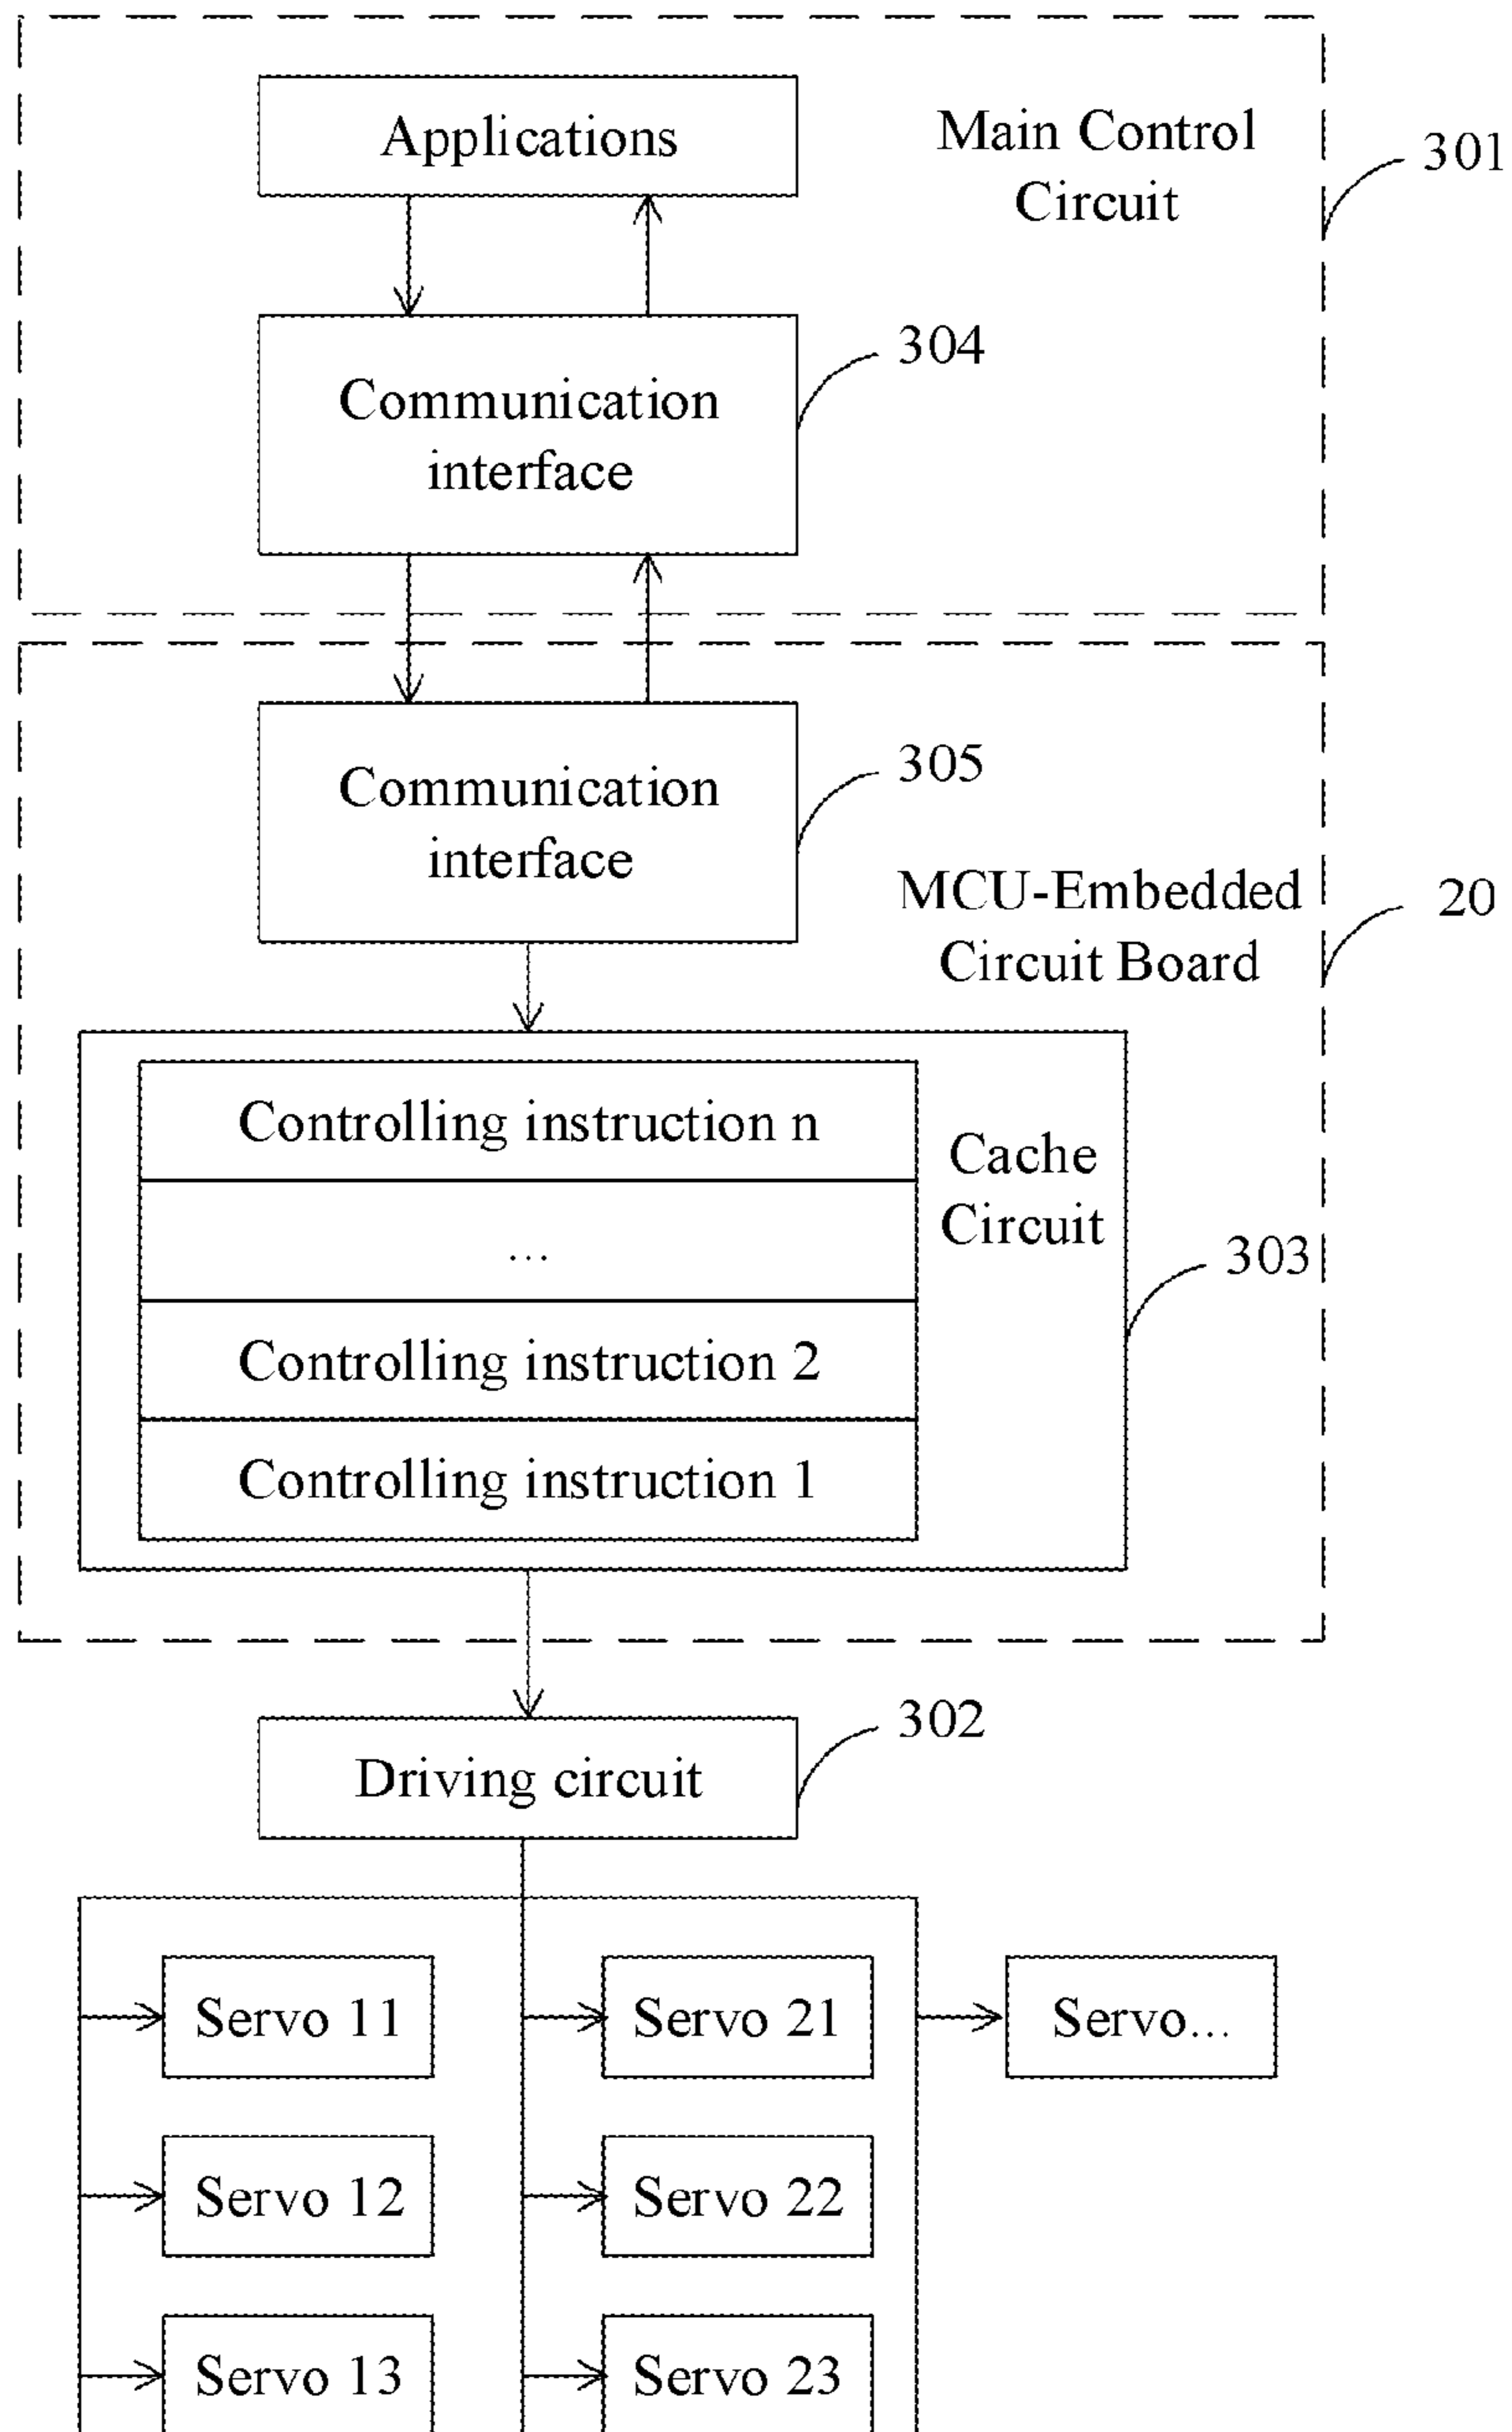 Applications
Main Control
Circuit
301
Communication
interface
304
Communication
interface
305
MCU-Embedded
Circuit Board
20
Controlling instruction n
...
Controlling instruction 2
Controlling instruction 1
Cache
Circuit
303
Driving circuit
302
Servo 11
Servo 21
Servo...
Servo 12
Servo 22
Servo 13
Servo 23